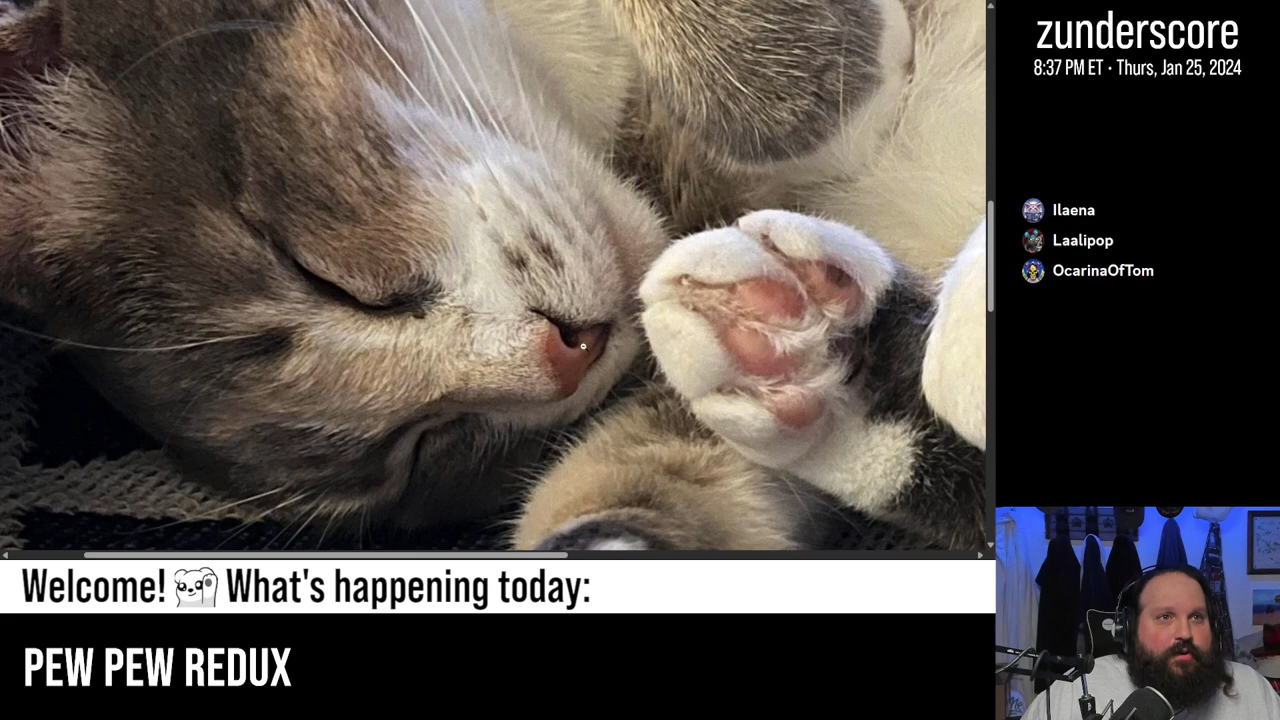 zunderscore
8:37 PM ET · Thurs, Jan 25, 2024
Ilaena
Laalipop
OcarinaOfTom
Welcome! What's happening today:
PEW PEW REDUX